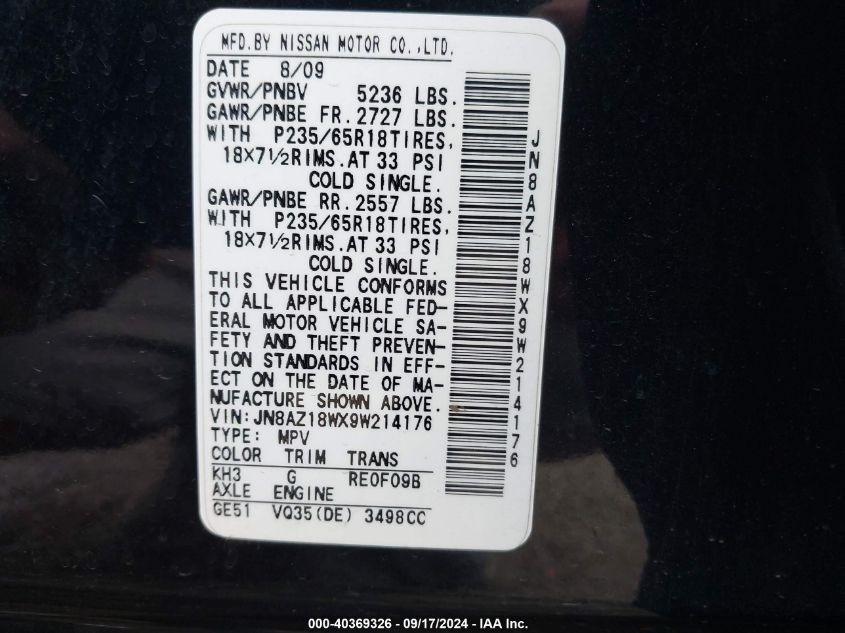 MFD.BY NISSAN MOTOR CO.,LTD.
DATE 8/09
GVWR/PNBV 5236 LBS.
GAWR/PNBE FR.2727 LBS.
WITH P235/65R18TIRES,
18X7½RIMS.AT 33 PSI
COLD SINGLE.
GAWR/PNBE RR.2557 LBS.
WITH P235/65R18TIRES,
18X7½RIMS.AT 33 PSI
COLD SINGLE.
THIS VEHICLE CONFORMS
TO ALL APPLICABLE FED-
ERAL MOTOR VEHICLE SA-
FETY AND THEFT PREVEN-
TION STANDARDS IN EFF-
ECT ON THE DATE OF MA-
NUFACTURE SHOWN ABOVE.
VIN:JN8AZ18WX9W214176
TYPE: MPV
COLOR TRIM TRANS
KH3 G RE0F09B
AXLE ENGINE
GE51 VQ35(DE) 3498CC
JN8AZ18WX9W214176
000-40369326 - 09/17/2024 - IAA Inc.